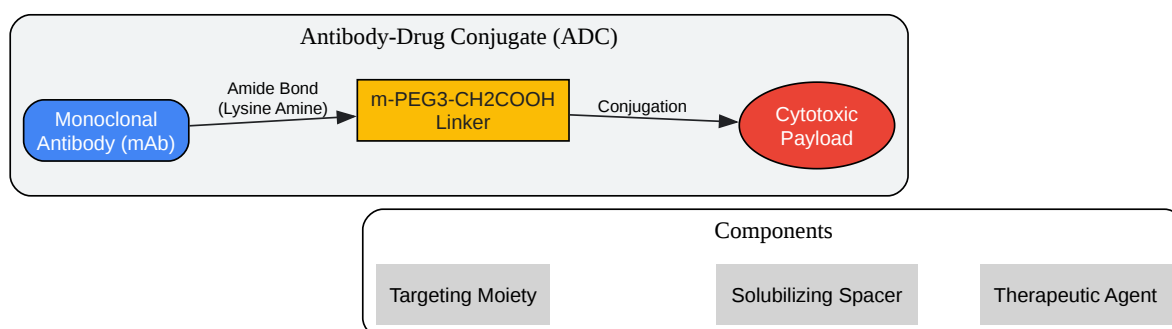 Antibody-Drug Conjugate (ADC)
Monoclonal
Antibody (mAb)
Amide Bond
(Lysine Amine)
m-PEG3-CH2COOH
Linker
Conjugation
Cytotoxic
Payload
Components
Targeting Moiety
Solubilizing Spacer
Therapeutic Agent